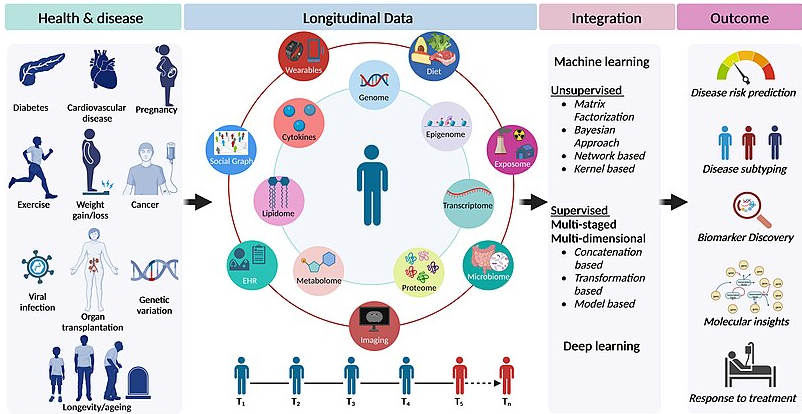 Health & disease
Longitudinal Data
Integration
Outcome
Diabetes
Cardiovascular
disease
Pregnancy
Exercise
Weight
gain/loss
Cancer
Viral
infection
Organ
transplantation
Genetic
variation
Longevity/ageing
Wearables
Diet
Genome
Cytokines
Epigenome
Social Graph
Exposome
Lipidome
Transcriptome
EHR
Metabolome
Proteome
Microbiome
Imaging
T1
T2
T3
T4
T5
Tn
Machine learning
Unsupervised
• Matrix
Factorization
• Bayesian
Approach
• Network based
• Kernel based
Supervised
Multi-staged
Multi-dimensional
• Concatenation
based
• Transformation
based
• Model based
Deep learning
Disease risk prediction
Disease subtyping
Biomarker Discovery
Molecular insights
Response to treatment